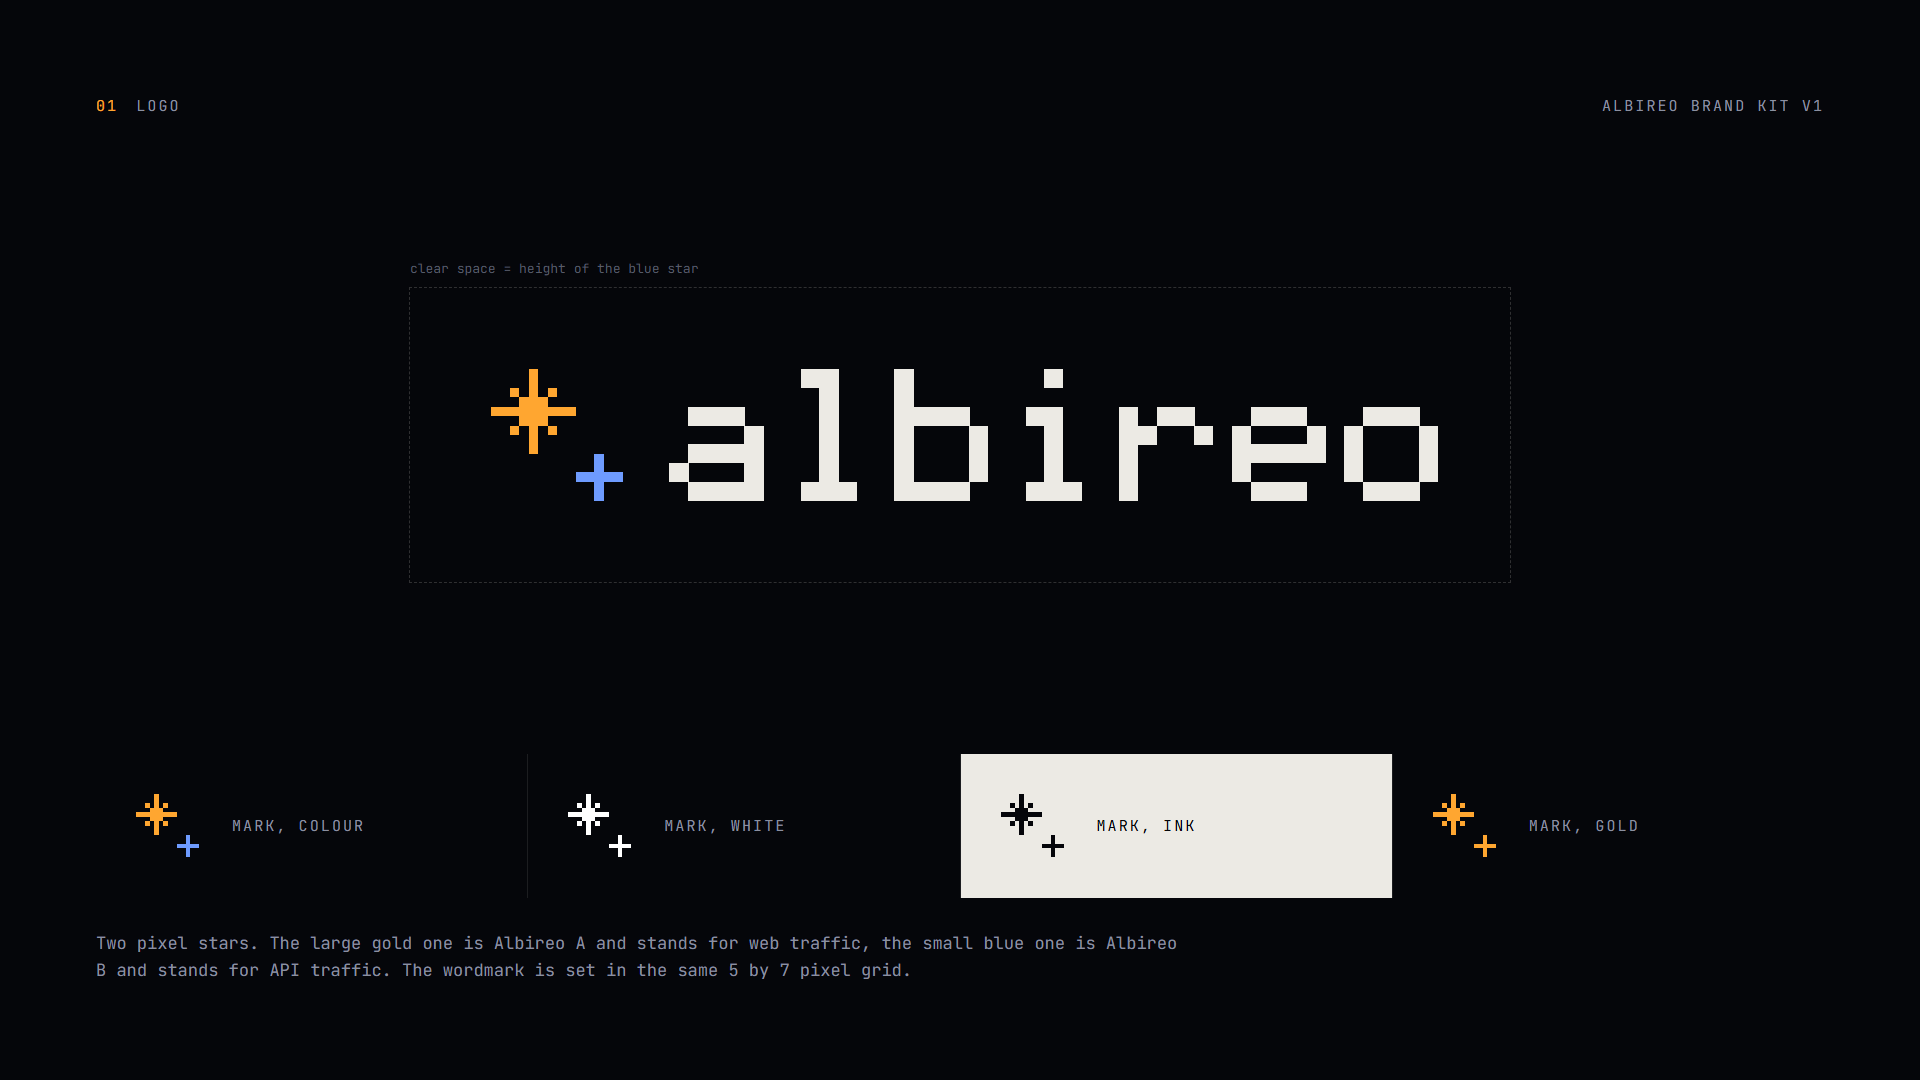 01 LOGO
ALBIREO BRAND KIT V1
clear space = height of the blue star
albireo
MARK, COLOUR
MARK, WHITE
MARK, INK
MARK, GOLD
Two pixel stars. The large gold one is Albireo A and stands for web traffic, the small blue one is Albireo
B and stands for API traffic. The wordmark is set in the same 5 by 7 pixel grid.